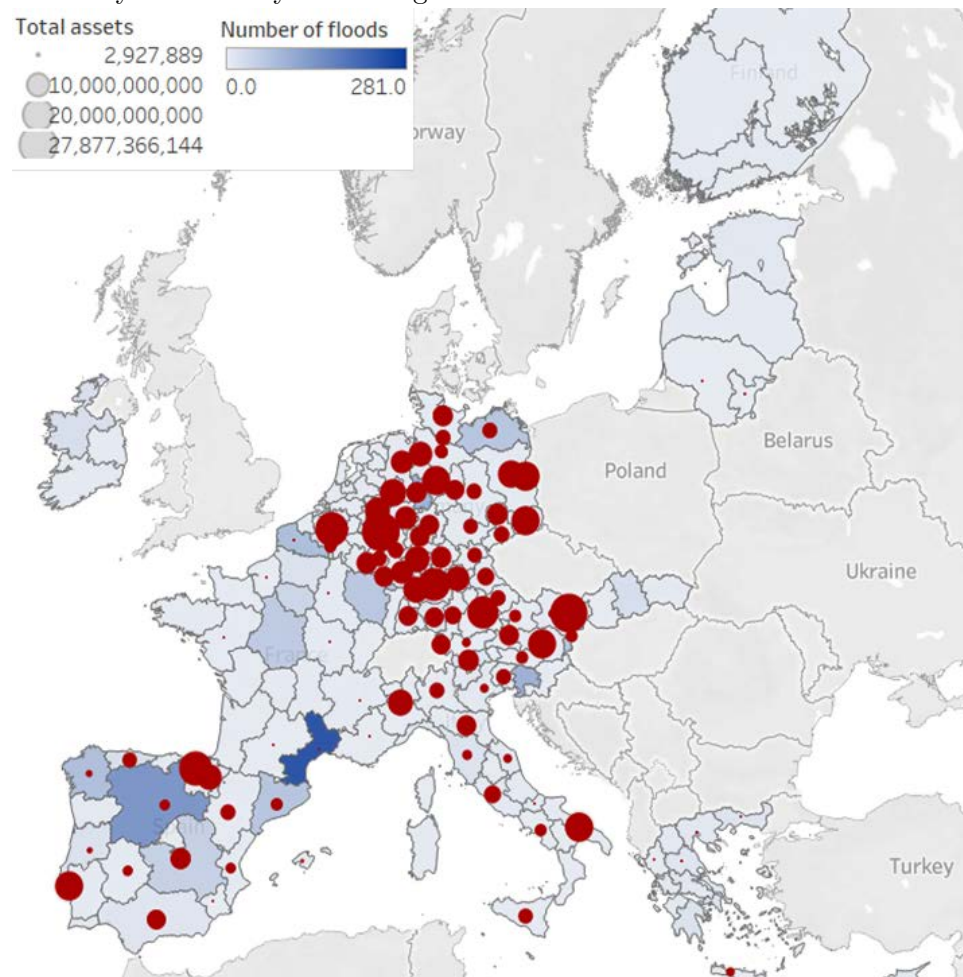 Total assets
2,927,889
10,000,000,000
20,000,000,000
27,877,366,144
Number of floods
0.0 281.0
Finland
orway
Belarus
Poland
Ukraine
France
Spain
Turkey